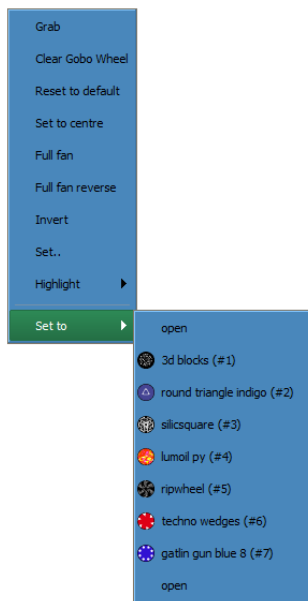 Grab
Clear Gobo Wheel
Reset to default
Set to centre
Full fan
Full fan reverse
Invert
Set..
Highlight
Set to
open
3d blocks (#1)
round triangle indigo (#2)
silicsquare (#3)
lumoil py (#4)
ripwheel (#5)
techno wedges (#6)
gatlin gun blue 8 (#7)
open